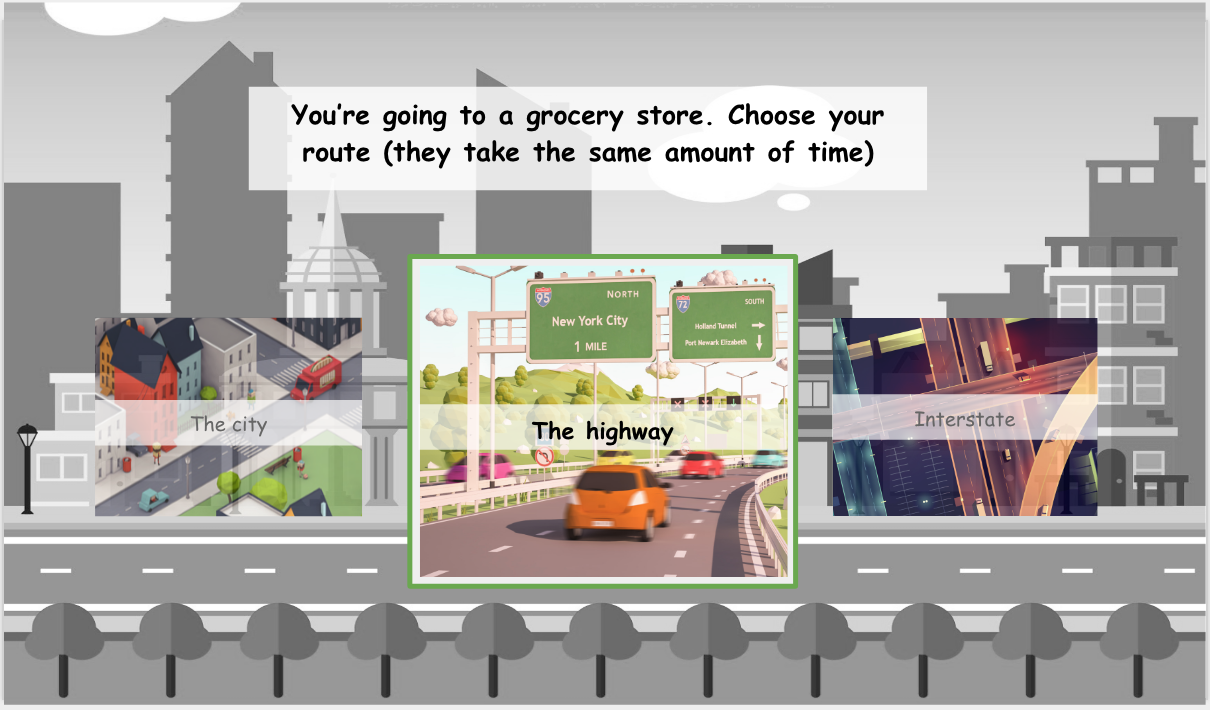 You're going to a grocery store. Choose your
route (they take the same amount of time)
The city
95
NORTH
New York City
1 MILE
72
SOUTH
Holland Tunnel
Port Newark Elizabeth
The highway
Interstate